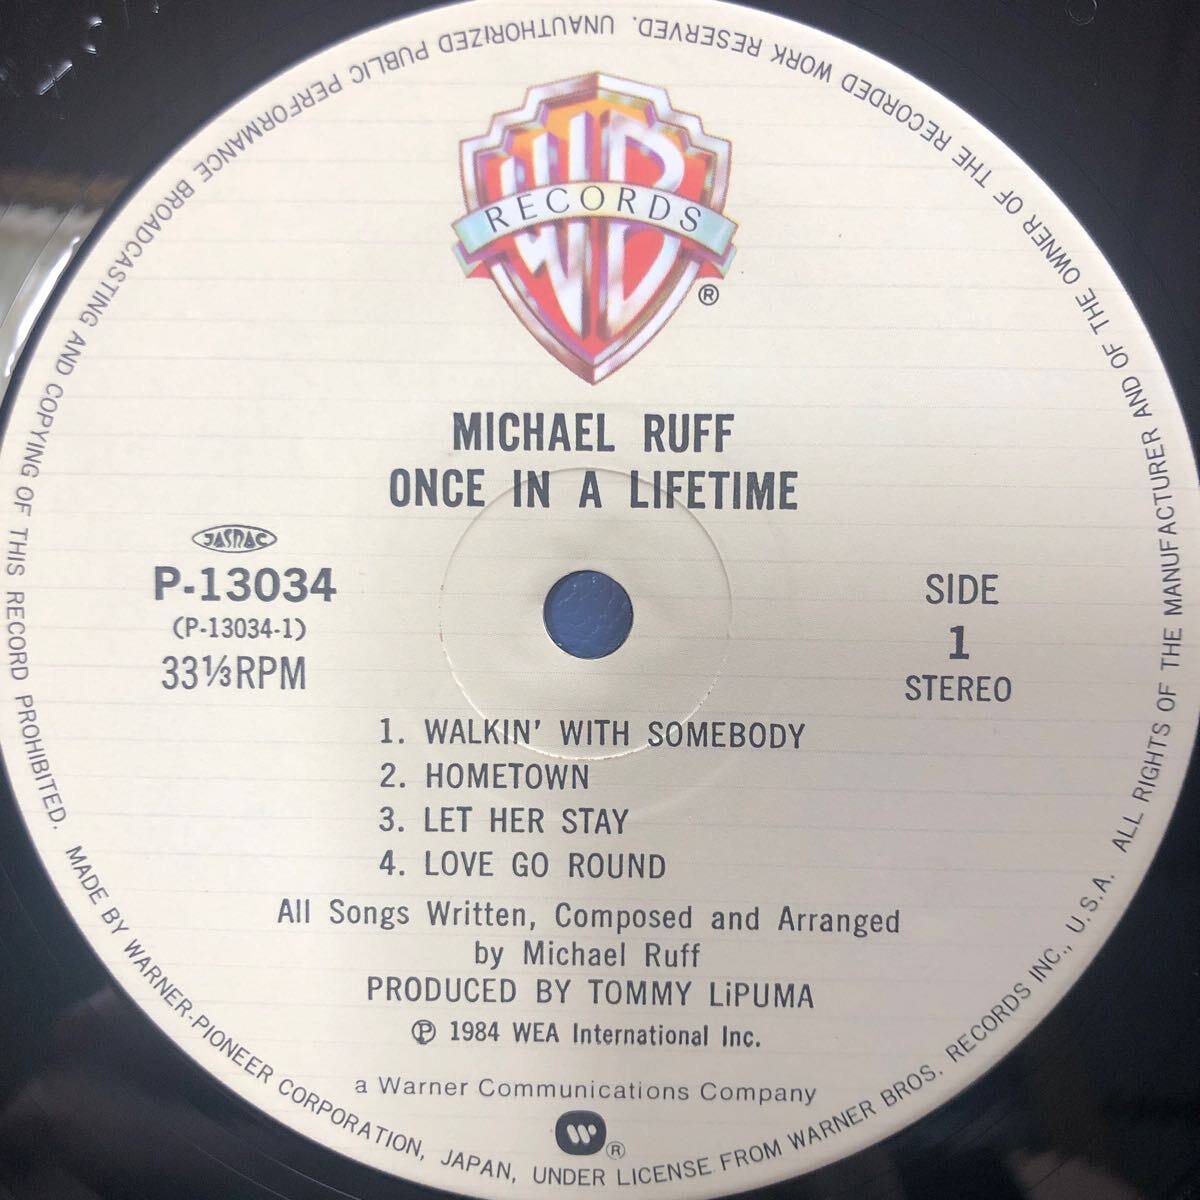 WB
RECORDS
®
MICHAEL RUFF
ONCE IN A LIFETIME
JASRAC
P-13034
(P-13034-1)
33⅓RPM
SIDE
1
STEREO
1. WALKIN' WITH SOMEBODY
2. HOMETOWN
3. LET HER STAY
4. LOVE GO ROUND
All Songs Written, Composed and Arranged
by Michael Ruff
PRODUCED BY TOMMY LiPUMA
℗ 1984 WEA International Inc.
a Warner Communications Company
®
MADE BY WARNER-PIONEER CORPORATION, JAPAN, UNDER LICENSE FROM WARNER BROS. RECORDS INC., U.S.A. ALL RIGHTS OF THE MANUFACTURER AND OF THE OWNER OF THE RECORDED WORK RESERVED. UNAUTHORIZED PUBLIC PERFORMANCE BROADCASTING AND COPYING OF THIS RECORD PROHIBITED.